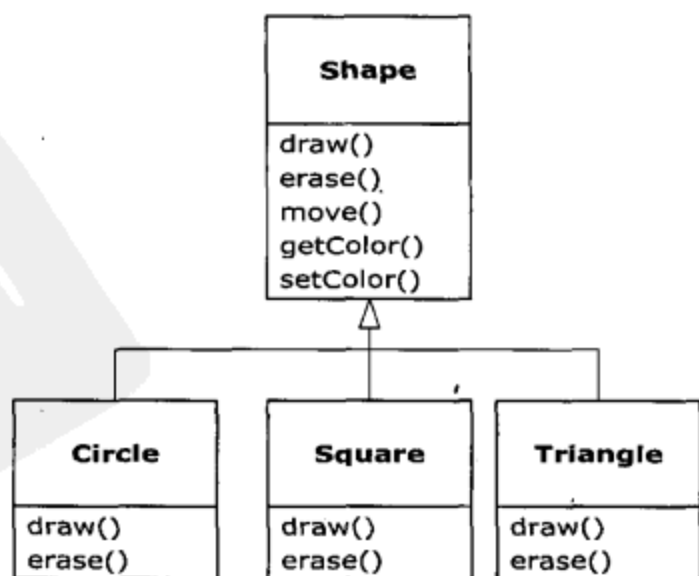 Shape
draw()
erase()
move()
getColor()
setColor()
Circle
Square
Triangle
draw()
erase()
draw()
erase()
draw()
erase()